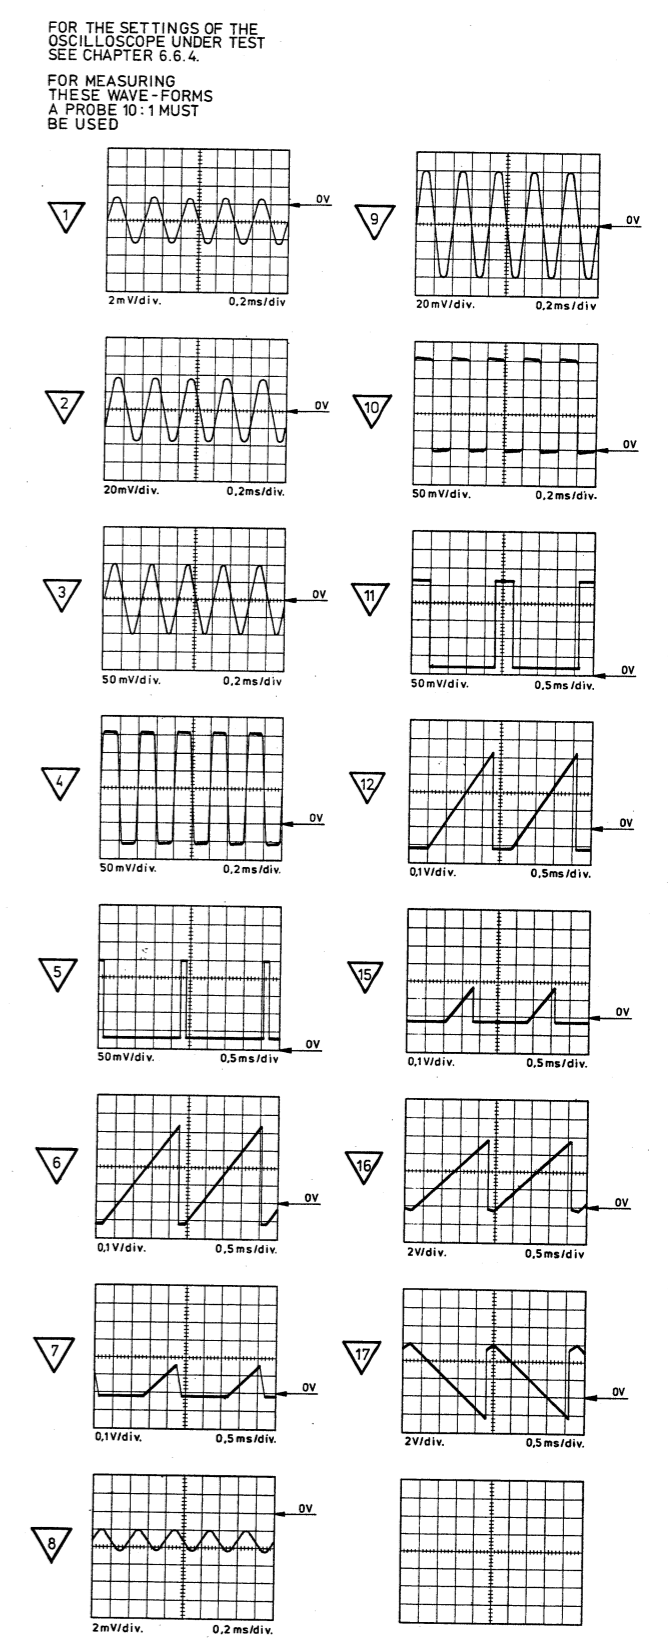 FOR THE SETTINGS OF THE
OSCILLOSCOPE UNDER TEST
SEE CHAPTER 6.6.4.
FOR MEASURING
THESE WAVE-FORMS
A PROBE 10:1 MUST
BE USED
1
0V
2mV/div.
0,2ms/div
2
0V
20mV/div.
0,2ms/div.
3
0V
50mV/div.
0,2ms/div
4
0V
50mV/div.
0,2ms/div.
5
0V
50mV/div.
0,5ms/div
6
0V
0,1V/div.
0,5ms/div.
7
0V
0,1V/div.
0,5ms/div.
8
0V
2mV/div.
0,2ms/div.
9
0V
20mV/div.
0,2ms/div
10
0V
50mV/div.
0,2ms/div.
11
0V
50mV/div.
0,5ms/div.
12
0V
0,1V/div.
0,5ms/div.
15
0V
0,1V/div.
0,5ms/div.
16
0V
2V/div.
0,5ms/div
17
0V
2V/div.
0,5ms/div.